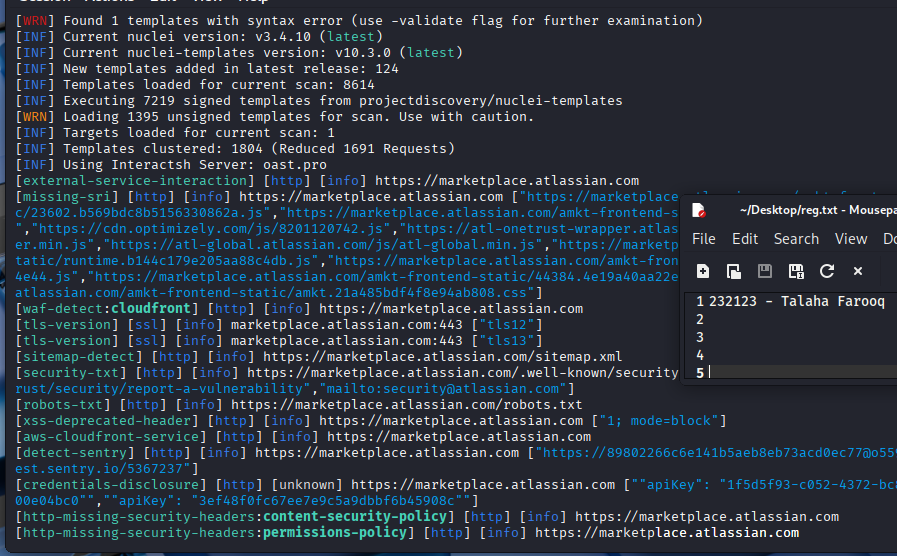 [WRN] Found 1 templates with syntax error (use -validate flag for further examination)
[INF] Current nuclei version: v3.4.10 (latest)
[INF] Current nuclei-templates version: v10.3.0 (latest)
[INF] New templates added in latest release: 124
[INF] Templates loaded for current scan: 8614
[INF] Executing 7219 signed templates from projectdiscovery/nuclei-templates
[WRN] Loading 1395 unsigned templates for scan. Use with caution.
[INF] Targets loaded for current scan: 1
[INF] Templates clustered: 1804 (Reduced 1691 Requests)
[INF] Using Interactsh Server: oast.pro
[external-service-interaction] [http] [info] https://marketplace.atlassian.com
[missing-sri] [http] [info] https://marketplace.atlassian.com ["https://marketplace
c/23602.b569bdc8b5156330862a.js","https://marketplace.atlassian.com/amkt-frontend-s
","https://cdn.optimizely.com/js/8201120742.js","https://atl-onetrust-wrapper.atlas
er.min.js","https://atl-global.atlassian.com/js/atl-global.min.js","https://marketp
tatic/runtime.b144c179e205aa88c4db.js","https://marketplace.atlassian.com/amkt-fron
4e44.js","https://marketplace.atlassian.com/amkt-frontend-static/44384.4e19a40aa22e
atlassian.com/amkt-frontend-static/amkt.21a485bdf4f8e94ab808.css"]
[waf-detect:cloudfront] [http] [info] https://marketplace.atlassian.com
[tls-version] [ssl] [info] marketplace.atlassian.com:443 ["tls12"]
[tls-version] [ssl] [info] marketplace.atlassian.com:443 ["tls13"]
[sitemap-detect] [http] [info] https://marketplace.atlassian.com/sitemap.xml
[security-txt] [http] [info] https://marketplace.atlassian.com/.well-known/security
rust/security/report-a-vulnerability","mailto:security@atlassian.com"]
[robots-txt] [http] [info] https://marketplace.atlassian.com/robots.txt
[xss-deprecated-header] [http] [info] https://marketplace.atlassian.com ["1; mode=block"]
[aws-cloudfront-service] [http] [info] https://marketplace.atlassian.com
[detect-sentry] [http] [info] https://marketplace.atlassian.com ["https://89802266c6e141b5aeb8eb73acd0ec77@o559
est.sentry.io/5367237"]
[credentials-disclosure] [http] [unknown] https://marketplace.atlassian.com [""apiKey": "1f5d5f93-c052-4372-bc8
00e04bc0"",""apiKey": "3ef48f0fc67ee7e9c5a9dbbf6b45908c""]
[http-missing-security-headers:content-security-policy] [http] [info] https://marketplace.atlassian.com
[http-missing-security-headers:permissions-policy] [http] [info] https://marketplace.atlassian.com
~/Desktop/reg.txt - Mousepa
File Edit Search View Do
1 232123 - Talaha Farooq
2
3
4
5